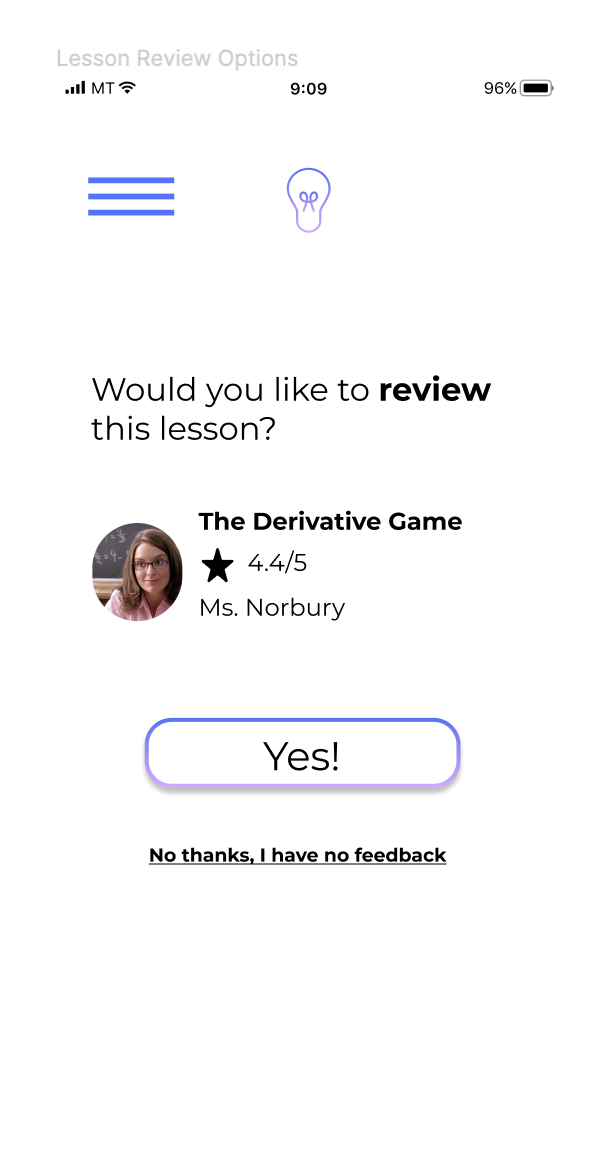 Lesson Review Options
MT
9:09
96%
Would you like to review
this lesson?
The Derivative Game
4.4/5
Ms. Norbury
Yes!
No thanks, I have no feedback